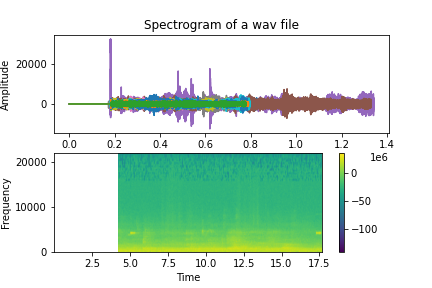 Spectrogram of a wav file
Amplitude
20000
0
0.0 0.2 0.4 0.6 0.8 1.0 1.2 1.4
1e6
Frequency
20000
10000
0
2.5 5.0 7.5 10.0 12.5 15.0 17.5
Time
0
−50
−100